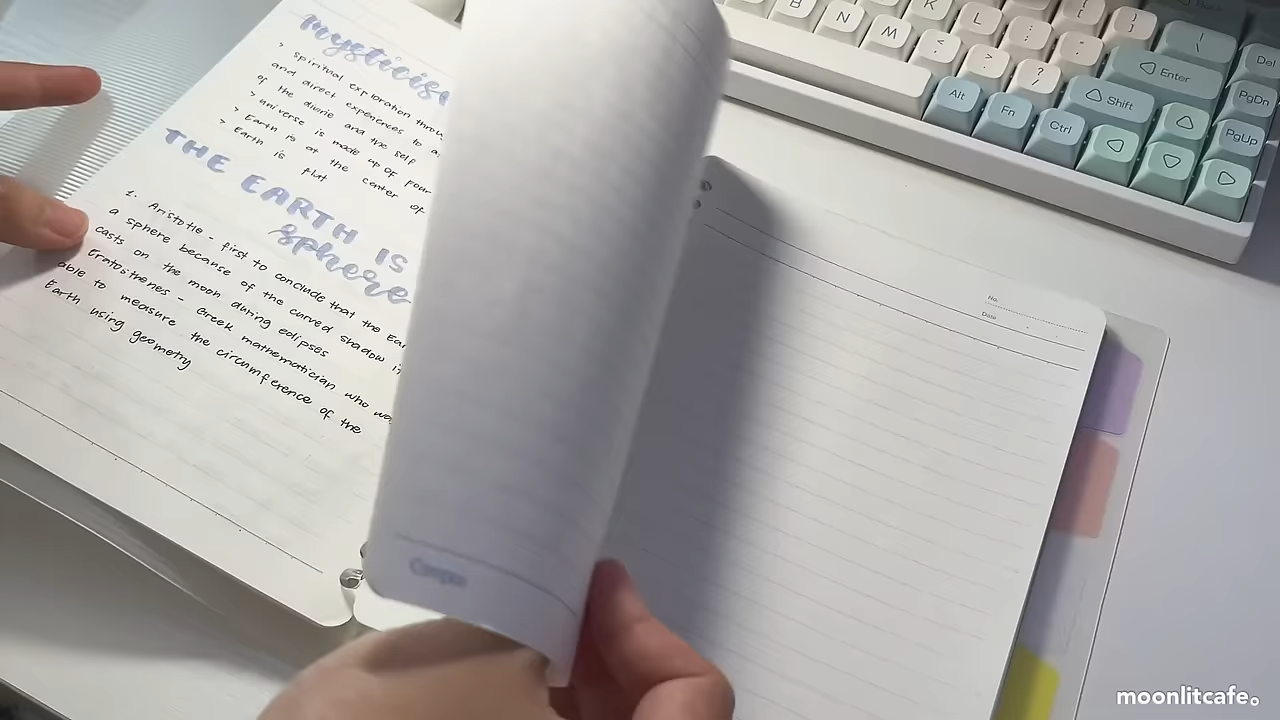 mysticis
> spiritual exploration throu
and direct experiences to a
of the divine and the self
> universe is made up of four
> Earth is at the center of
> Earth is flat
THE EARTH IS
sphere
1. Aristotle - first to conclude that the Ear
a sphere because of the curved shadow i
casts on the moon during eclipses
Eratosthenes - Greek mathematician who wa
able to measure the circumference of the
Earth using geometry
Campus
No.
Date
B
N
M
K
L
<
>
?
:
;
{
[
}
]
|
\
Enter
Shift
Alt
Fn
Ctrl
Del
PgDn
PgUp
moonlitcafe.